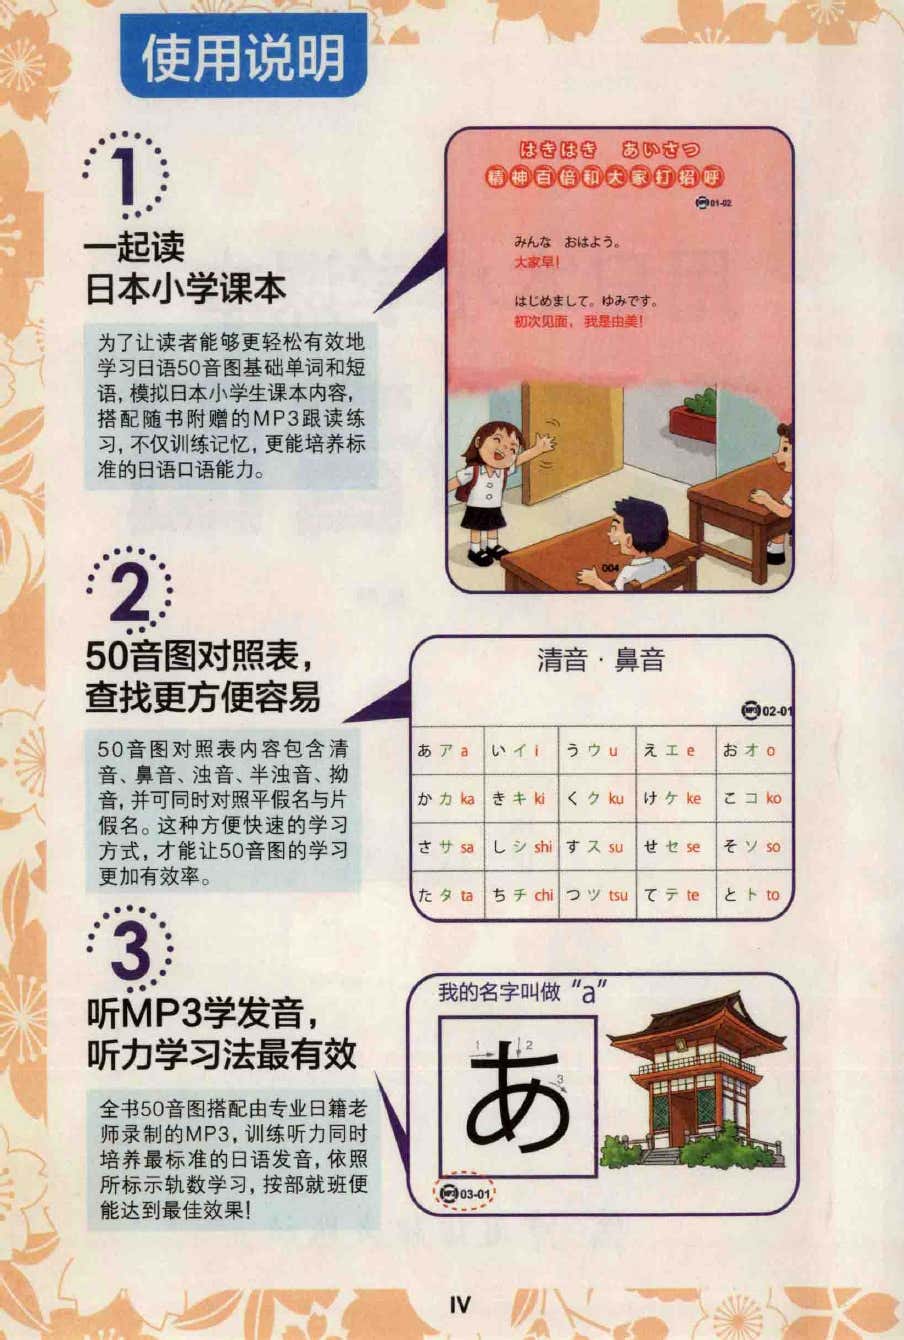 使用说明
1
一起读
日本小学课本
为了让读者能够更轻松有效地
学习日语50音图基础单词和短
语，模拟日本小学生课本内容，
搭配随书附赠的MP3跟读练
习，不仅训练记忆，更能培养标
准的日语口语能力。
はきはき　あいさつ
精神百倍和大家打招呼
MP3 01-02
みんな　おはよう。
大家早！
はじめまして。ゆみです。
初次见面，我是由美！
004
2
50音图对照表，
查找更方便容易
50音图对照表内容包含清
音、鼻音、浊音、半浊音、拗
音，并可同时对照平假名与片
假名。这种方便快速的学习
方式，才能让50音图的学习
更加有效率。
清音·鼻音
MP3 02-01
あ ア a い イ i う ウ u え エ e お オ o
か カ ka き キ ki く ク ku け ケ ke こ コ ko
さ サ sa し シ shi す ス su せ セ se そ ソ so
た タ ta ち チ chi つ ツ tsu て テ te と ト to
3
听MP3学发音，
听力学习法最有效
全书50音图搭配由专业日籍老
师录制的MP3，训练听力同时
培养最标准的日语发音，依照
所标示轨数学习，按部就班便
能达到最佳效果！
我的名字叫做“a”
1 2
3
あ
MP3 03-01
IV